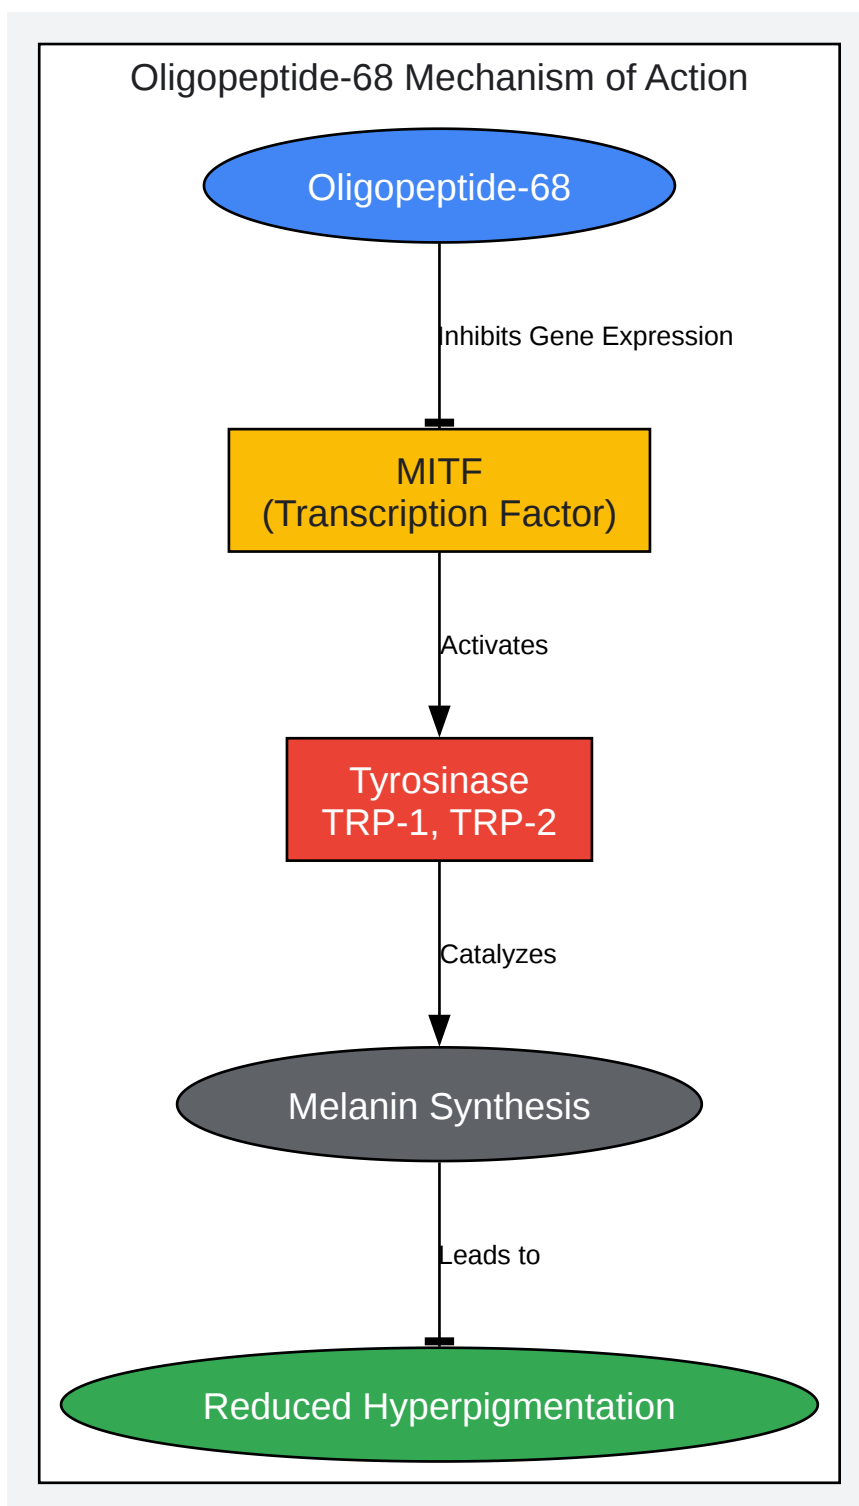 Oligopeptide-68 Mechanism of Action
Oligopeptide-68
Inhibits Gene Expression
MITF
(Transcription Factor)
Activates
Tyrosinase
TRP-1, TRP-2
Catalyzes
Melanin Synthesis
Leads to
Reduced Hyperpigmentation